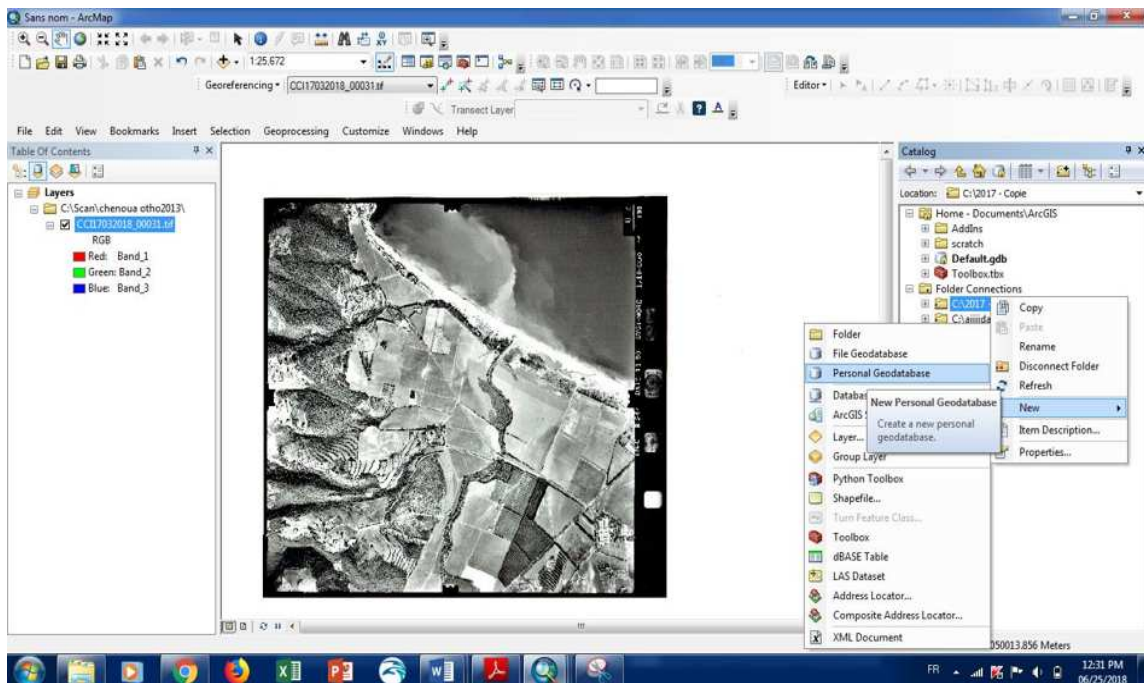 Sans nom - ArcMap
1:25.672
Georeferencing CCI17032018_00031.tif
Editor
Transect Layer
File Edit View Bookmarks Insert Selection Geoprocessing Customize Windows Help
Table Of Contents
Layers
C:\Scan\chenoua otho2013\
CCI17032018_00031.tif
RGB
Red: Band_1
Green: Band_2
Blue: Band_3
Catalog
Location: C:\2017 - Copie
Home - Documents\ArcGIS
AddIns
scratch
Default.gdb
Toolbox.tbx
Folder Connections
C:\2017 -
Copy
Paste
Rename
Disconnect Folder
Refresh
New
Item Description...
Properties...
Folder
File Geodatabase
Personal Geodatabase
Databas
ArcGIS S
Layer...
Group Layer
Python Toolbox
Shapefile...
Turn Feature Class...
Toolbox
dBASE Table
LAS Dataset
Address Locator...
Composite Address Locator...
XML Document
New Personal Geodatabase
Create a new personal
geodatabase.
050013.856 Meters
FR
12:31 PM
06/25/2018